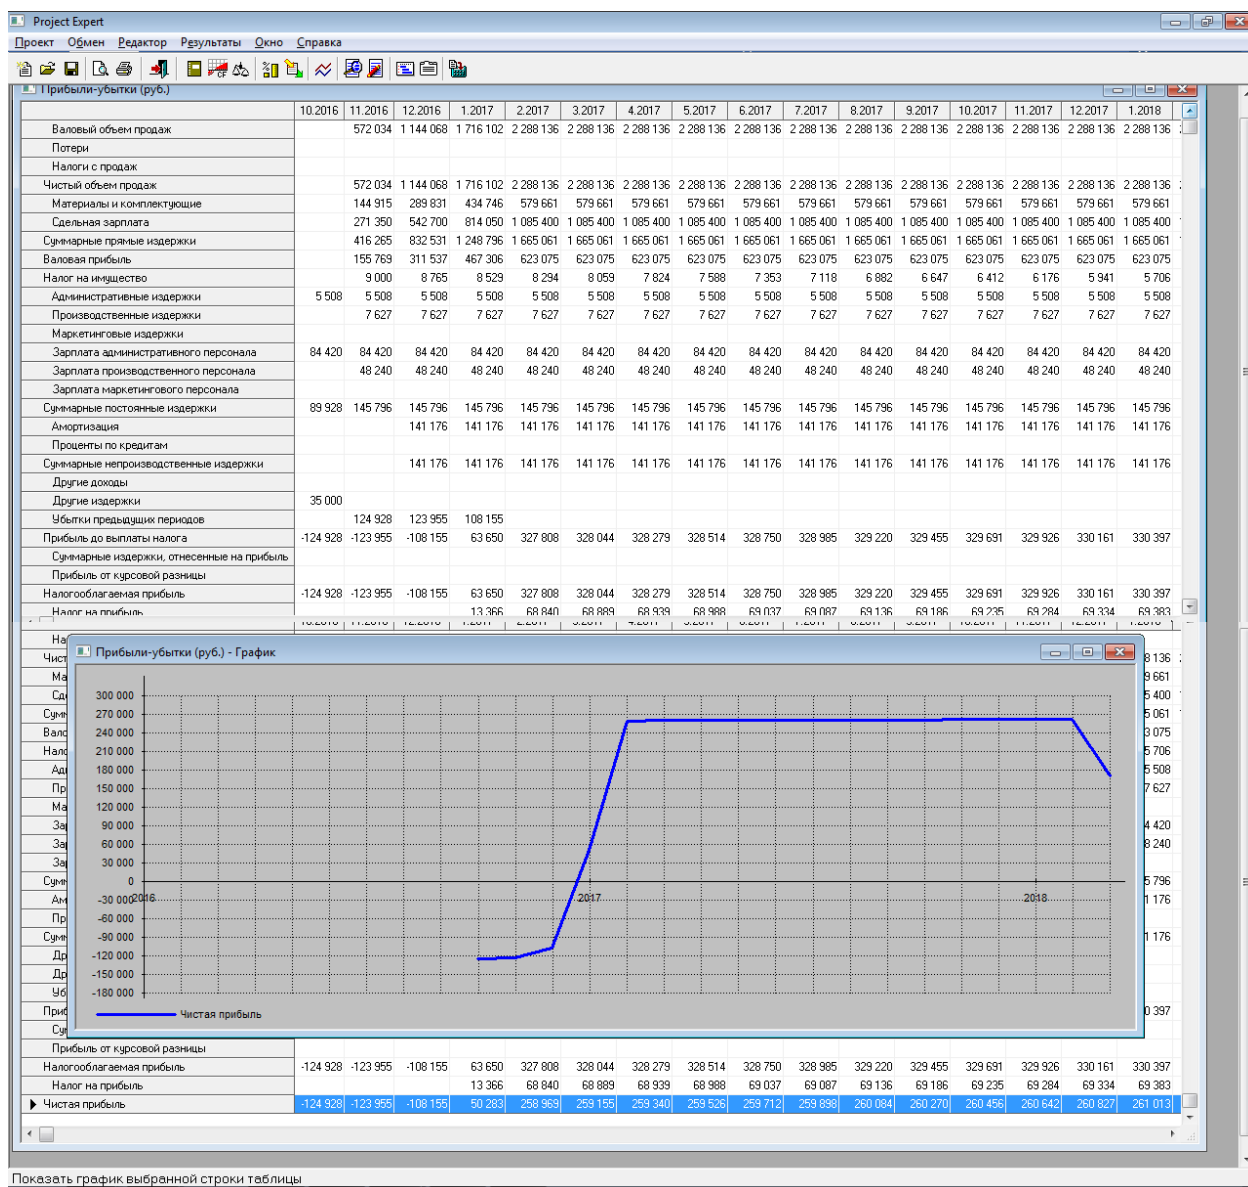 Project Expert
Проект Обмен Редактор Результаты Окно Справка
Прибыли-убытки (руб.)
10.2016 11.2016 12.2016 1.2017 2.2017 3.2017 4.2017 5.2017 6.2017 7.2017 8.2017 9.2017 10.2017 11.2017 12.2017 1.2018
Валовый объем продаж 572 034 1 144 068 1 716 102 2 288 136 2 288 136 2 288 136 2 288 136 2 288 136 2 288 136 2 288 136 2 288 136 2 288 136 2 288 136 2 288 136 2 288 136
Потери
Налоги с продаж
Чистый объем продаж 572 034 1 144 068 1 716 102 2 288 136 2 288 136 2 288 136 2 288 136 2 288 136 2 288 136 2 288 136 2 288 136 2 288 136 2 288 136 2 288 136 2 288 136
Материалы и комплектующие 144 915 289 831 434 746 579 661 579 661 579 661 579 661 579 661 579 661 579 661 579 661 579 661 579 661 579 661 579 661
Сдельная зарплата 271 350 542 700 814 050 1 085 400 1 085 400 1 085 400 1 085 400 1 085 400 1 085 400 1 085 400 1 085 400 1 085 400 1 085 400 1 085 400 1 085 400
Суммарные прямые издержки 416 265 832 531 1 248 796 1 665 061 1 665 061 1 665 061 1 665 061 1 665 061 1 665 061 1 665 061 1 665 061 1 665 061 1 665 061 1 665 061 1 665 061
Валовая прибыль 155 769 311 537 467 306 623 075 623 075 623 075 623 075 623 075 623 075 623 075 623 075 623 075 623 075 623 075 623 075
Налог на имущество 9 000 8 765 8 529 8 294 8 059 7 824 7 588 7 353 7 118 6 882 6 647 6 412 6 176 5 941 5 706
Административные издержки 5 508 5 508 5 508 5 508 5 508 5 508 5 508 5 508 5 508 5 508 5 508 5 508 5 508 5 508 5 508 5 508
Производственные издержки 7 627 7 627 7 627 7 627 7 627 7 627 7 627 7 627 7 627 7 627 7 627 7 627 7 627 7 627 7 627
Маркетинговые издержки
Зарплата административного персонала 84 420 84 420 84 420 84 420 84 420 84 420 84 420 84 420 84 420 84 420 84 420 84 420 84 420 84 420 84 420 84 420
Зарплата производственного персонала 48 240 48 240 48 240 48 240 48 240 48 240 48 240 48 240 48 240 48 240 48 240 48 240 48 240 48 240 48 240
Зарплата маркетингового персонала
Суммарные постоянные издержки 89 928 145 796 145 796 145 796 145 796 145 796 145 796 145 796 145 796 145 796 145 796 145 796 145 796 145 796 145 796 145 796
Амортизация 141 176 141 176 141 176 141 176 141 176 141 176 141 176 141 176 141 176 141 176 141 176 141 176 141 176 141 176
Проценты по кредитам
Суммарные непроизводственные издержки 141 176 141 176 141 176 141 176 141 176 141 176 141 176 141 176 141 176 141 176 141 176 141 176 141 176 141 176
Другие доходы
Другие издержки 35 000
Убытки предыдущих периодов 124 928 123 955 108 155
Прибыль до выплаты налога -124 928 -123 955 -108 155 63 650 327 808 328 044 328 279 328 514 328 750 328 985 329 220 329 455 329 691 329 926 330 161 330 397
Суммарные издержки, отнесенные на прибыль
Прибыль от курсовой разницы
Налогооблагаемая прибыль -124 928 -123 955 -108 155 63 650 327 808 328 044 328 279 328 514 328 750 328 985 329 220 329 455 329 691 329 926 330 161 330 397
Налог на прибыль 13 366 68 840 68 889 68 939 68 988 69 037 69 087 69 136 69 186 69 235 69 284 69 334 69 383
Прибыли-убытки (руб.) - График
300 000
270 000
240 000
210 000
180 000
150 000
120 000
90 000
60 000
30 000
0
-30 000 2016 2017 2018
-60 000
-90 000
-120 000
-150 000
-180 000
Чистая прибыль
Прибыль от курсовой разницы
Налогооблагаемая прибыль -124 928 -123 955 -108 155 63 650 327 808 328 044 328 279 328 514 328 750 328 985 329 220 329 455 329 691 329 926 330 161 330 397
Налог на прибыль 13 366 68 840 68 889 68 939 68 988 69 037 69 087 69 136 69 186 69 235 69 284 69 334 69 383
Чистая прибыль -124 928 -123 955 -108 155 50 283 258 969 259 155 259 340 259 526 259 712 259 898 260 084 260 270 260 456 260 642 260 827 261 013
Показать график выбранной строки таблицы